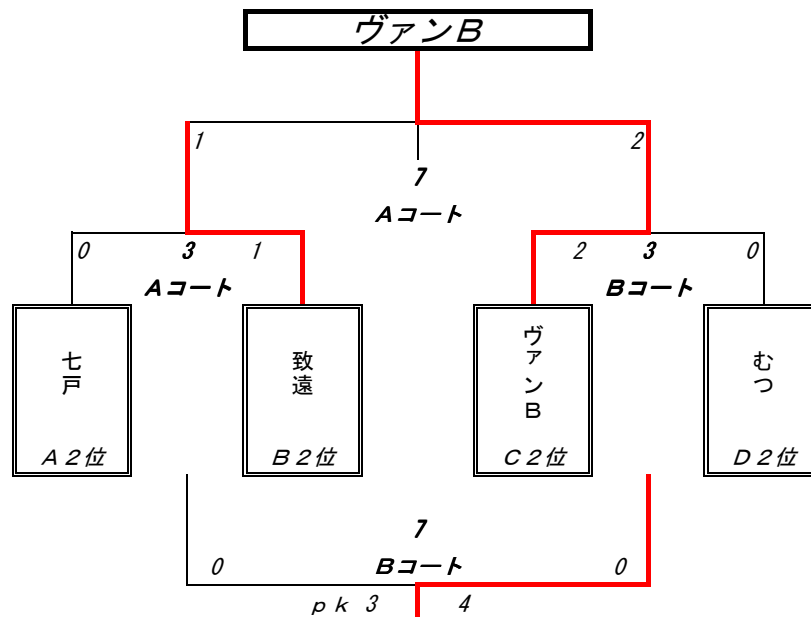 ヴァンB
1 2
7
Aコート
0 3 1 2 3 0
Aコート Bコート
七戸 致遠 ヴァンB むつ
A2位 B2位 C2位 D2位
7
0 Bコート 0
pk 3 4